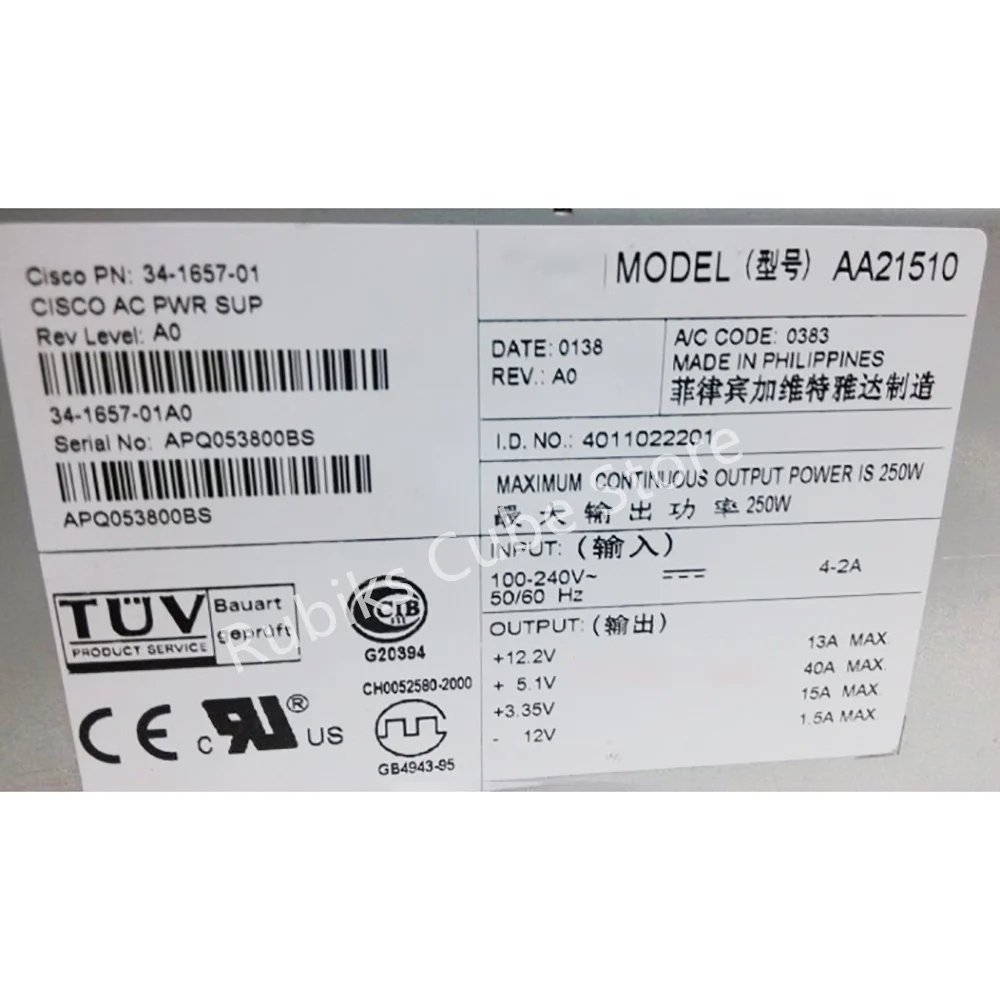 Cisco PN: 34-1657-01
CISCO AC PWR SUP
Rev Level: A0
34-1657-01A0
Serial No: APQ053800BS
APQ053800BS
MODEL (型号) AA21510
DATE: 0138
REV.: A0
A/C CODE: 0383
MADE IN PHILIPPINES
菲律宾加维特雅达制造
I.D. NO.: 4011022201
MAXIMUM CONTINUOUS OUTPUT POWER IS 250W
最大输出功率 250W
INPUT: (输入)
100-240V~ 4-2A
50/60 Hz
OUTPUT: (输出)
+12.2V 13A MAX.
+ 5.1V 40A MAX.
+3.35V 15A MAX.
- 12V 1.5A MAX.
TÜV
PRODUCT SERVICE
Bauart
geprüft
CIB
in
G20394
CH0052580-2000
CE
c UR ® US
GB4943-95
Rubiks Cube Store